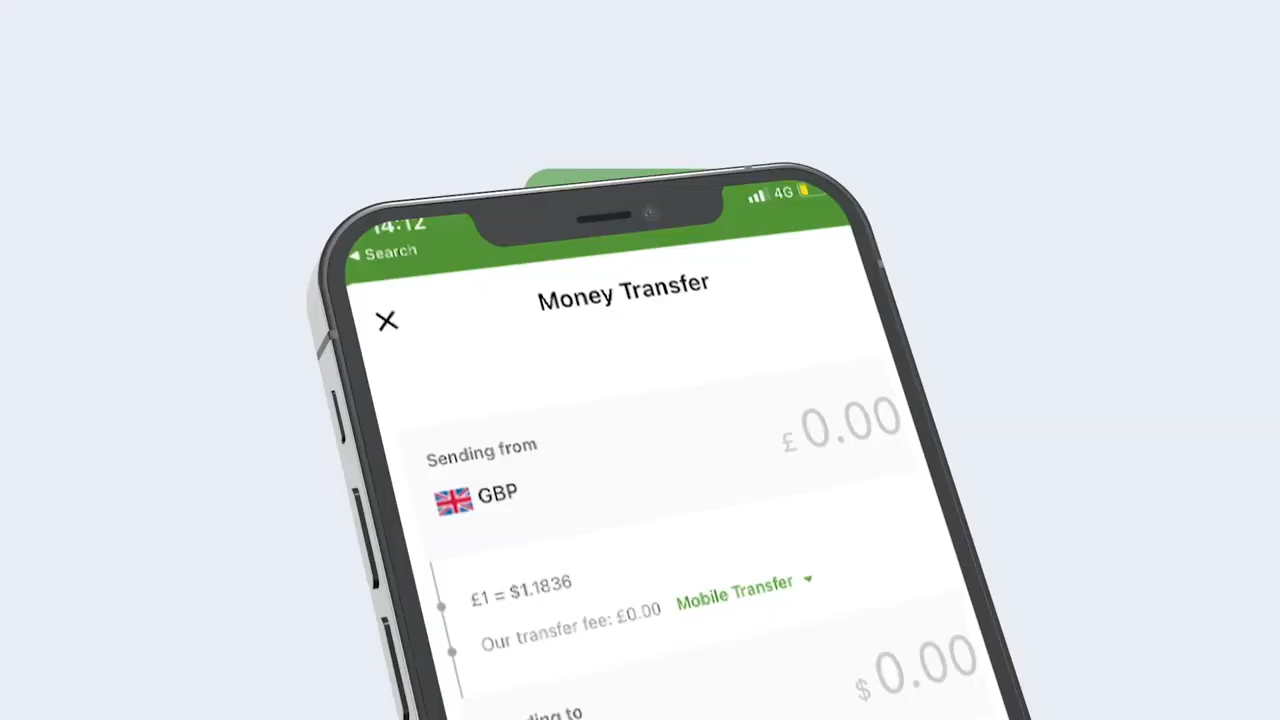 14:12
4G
◀ Search
Money Transfer
Sending from
£ 0.00
GBP
£1 = $1.1836
Our transfer fee: £0.00 Mobile Transfer
$ 0.00
to